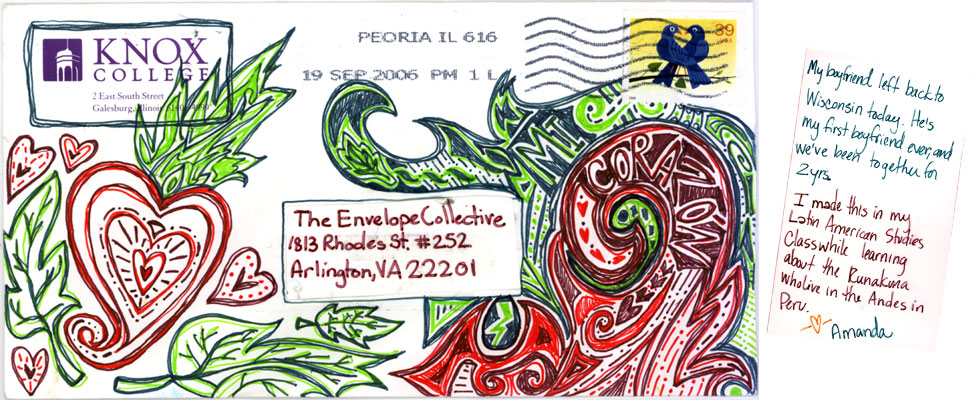 KNOX
COLLEGE
2 East South Street
Galesburg, Illinois
PEORIA IL 616
19 SEP 2006 PM 1 L
39
USA
AMI
CORAZON
The Envelope Collective
1813 Rhodes St. #252
Arlington, VA 22201
My boyfriend left back to
Wisconsin today. He's
my first boyfriend ever, and
we've been together for
2 yrs.
I made this in my
Latin American Studies
Class while learning
about the Runakuna
who live in the Andes in
Peru.
Amanda